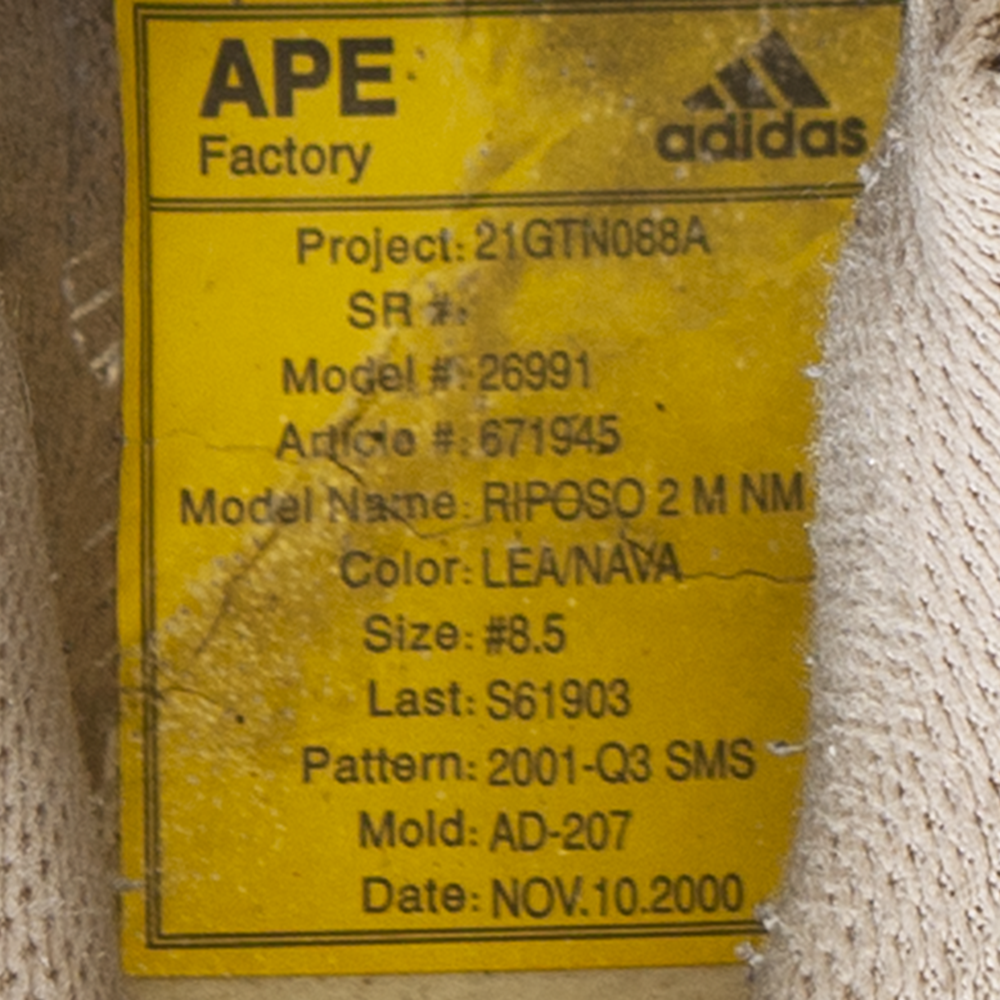 APE
Factory
adidas
Project: 21GTN088A
SR #:
Model #: 26991
Article #: 671945
Model Name: RIPOSO 2 M NM
Color: LEA/NAVA
Size: #8.5
Last: S61903
Pattern: 2001-Q3 SMS
Mold: AD-207
Date: NOV.10.2000